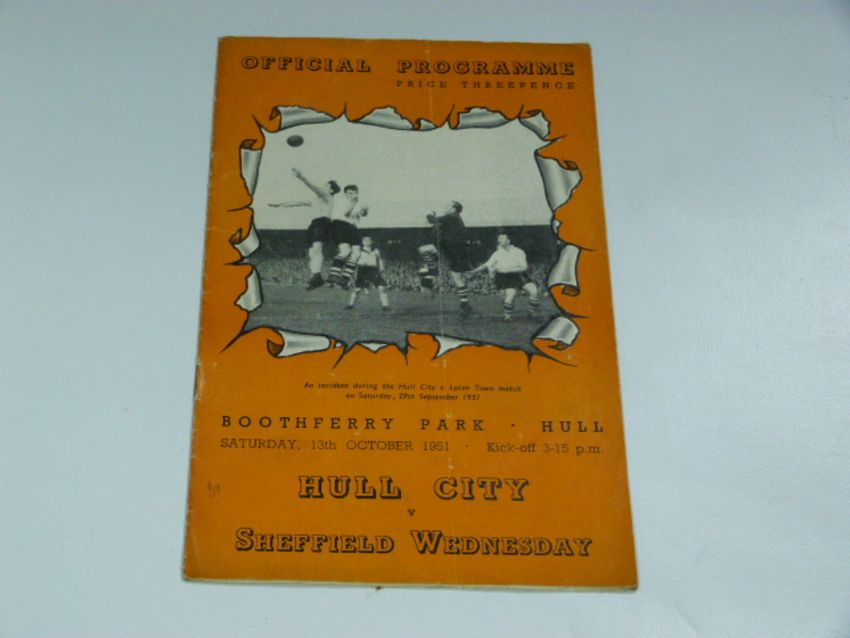 OFFICIAL PROGRAMME
PRICE THREEPENCE
An incident during the Hull City v. Luton Town match
on Saturday, 29th September 1951
BOOTHFERRY PARK · HULL
SATURDAY, 13th OCTOBER 1951 · Kick-off 3-15 p.m.
HULL CITY
v
SHEFFIELD WEDNESDAY